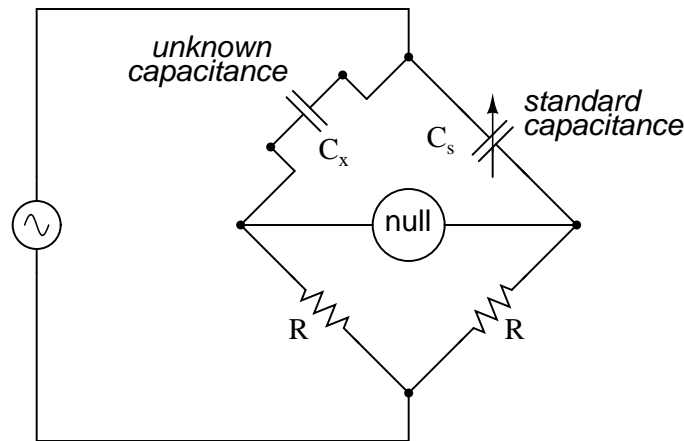 unknown
capacitance
standard
capacitance
Cx
Cs
null
R
R